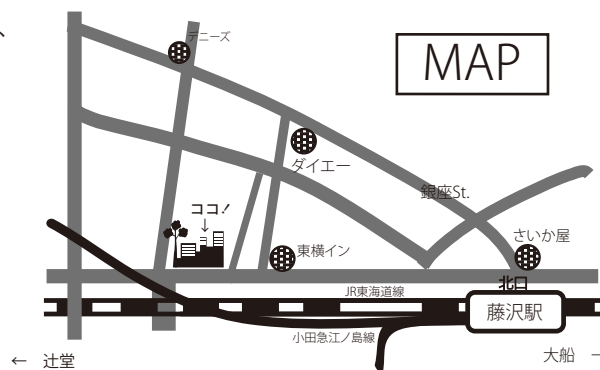 デニーズ
MAP
ダイエー
銀座St.
ココ!
↓
さいか屋
東横イン
北口
JR東海道線
藤沢駅
小田急江ノ島線
← 辻堂
大船 →